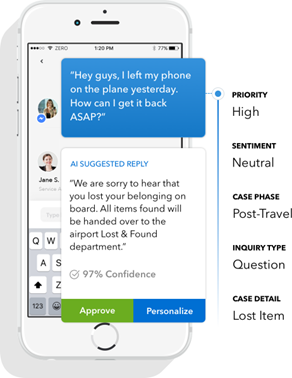 ZERO
1:20 PM
77%
“Hey guys, I left my phone
on the plane yesterday.
How can I get it back
ASAP?”
PRIORITY
High
SENTIMENT
Neutral
CASE PHASE
Post-Travel
INQUIRY TYPE
Question
CASE DETAIL
Lost Item
Jane S.
Service
AI SUGGESTED REPLY
“We are sorry to hear that
you lost your belonging on
board. All items found will
be handed over to the
airport Lost & Found
department.”
97% Confidence
Approve
Personalize
Type
Q W
A S
Z
123